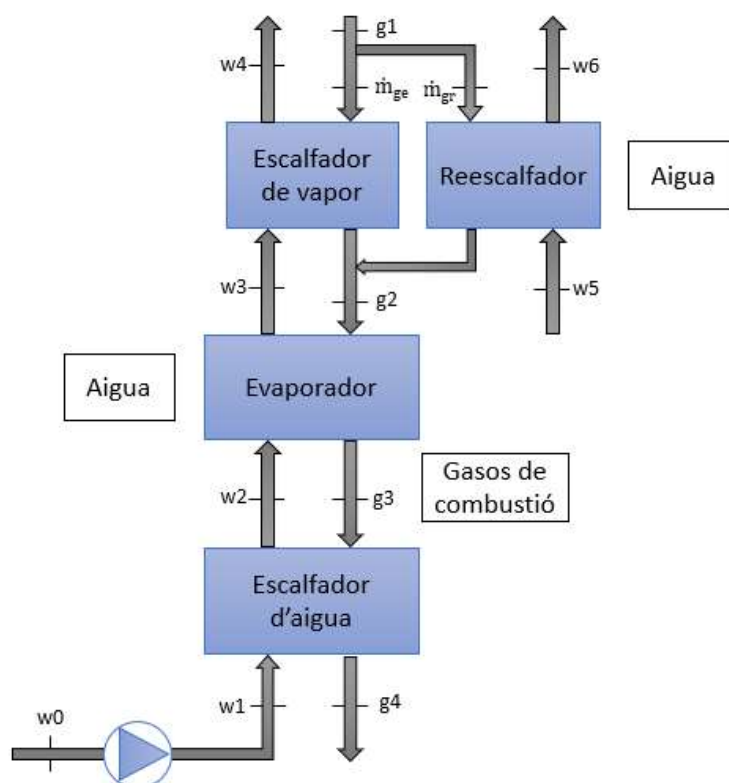 g1
w4
w6
ṁge
ṁgr
Escalfador
de vapor
Reescalfador
Aigua
w3
g2
w5
Aigua
Evaporador
w2
g3
Gasos de
combustió
Escalfador
d'aigua
w1
g4
w0